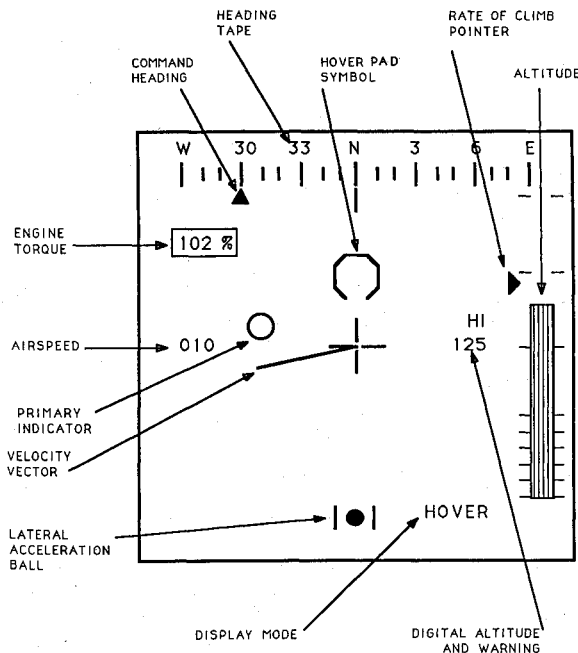 HEADING
TAPE
RATE OF CLIMB
POINTER
COMMAND
HEADING
HOVER PAD
SYMBOL
ALTITUDE
W 30 33 N 3 6 E
ENGINE
TORQUE
102 %
AIRSPEED
010
HI
125
PRIMARY
INDICATOR
VELOCITY
VECTOR
LATERAL
ACCELERATION
BALL
HOVER
DISPLAY MODE
DIGITAL ALTITUDE
AND WARNING